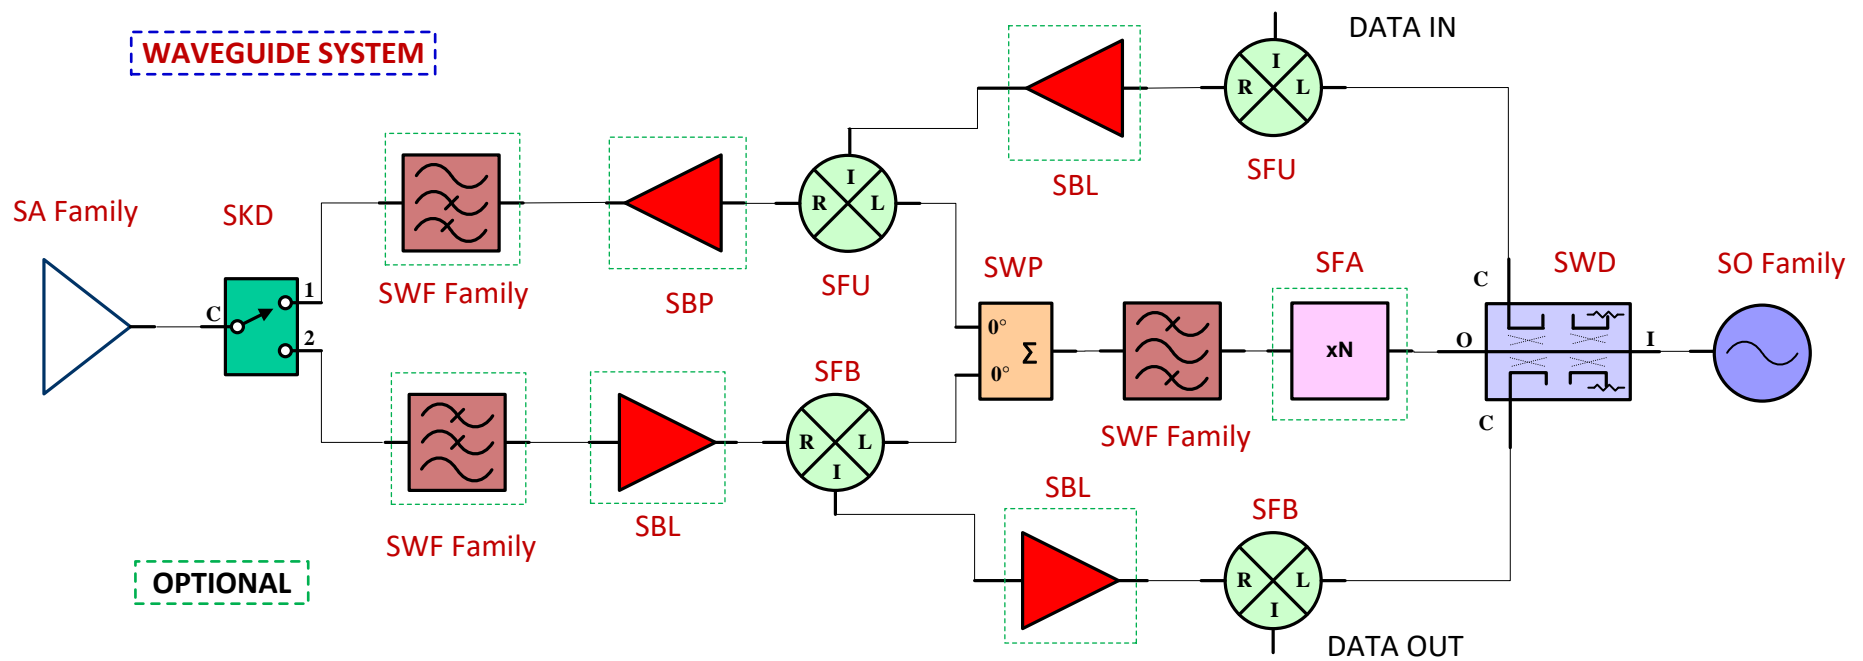 WAVEGUIDE SYSTEM
DATA IN
I
R L
SFU
SBL
SA Family
SKD
SWF Family
SBP
I
R L
SFU
C
1
2
SWP
0°
0°
Σ
SFA
xN
SWD
C
O
I
C
SO Family
SWF Family
SFB
R L
I
SWF Family
SBL
SBL
SFB
R L
I
OPTIONAL
DATA OUT